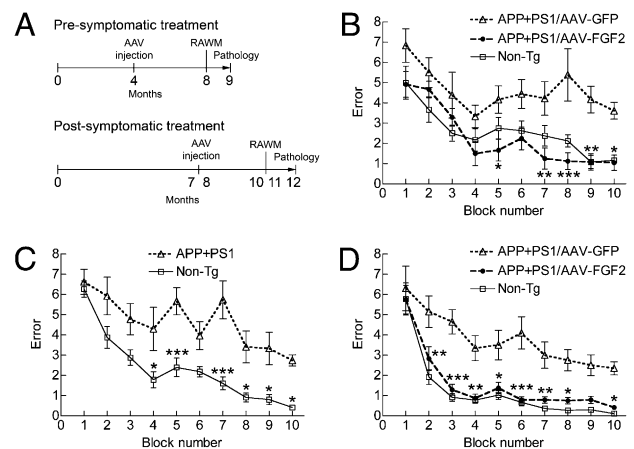 A
Pre-symptomatic treatment
AAV injection
RAWM
Pathology
0 4 8 9
Months
Post-symptomatic treatment
AAV injection
RAWM
Pathology
0 7 8 10 11 12
Months
B
APP+PS1/AAV-GFP
APP+PS1/AAV-FGF2
Non-Tg
Error
8
7
6
5
4
3
2
1
0
* ** *** ** *
1 2 3 4 5 6 7 8 9 10
Block number
C
APP+PS1
Non-Tg
Error
8
7
6
5
4
3
2
1
0
* *** *** * * *
1 2 3 4 5 6 7 8 9 10
Block number
D
APP+PS1/AAV-GFP
APP+PS1/AAV-FGF2
Non-Tg
Error
8
7
6
5
4
3
2
1
0
** *** ** * *** ** * *
1 2 3 4 5 6 7 8 9 10
Block number